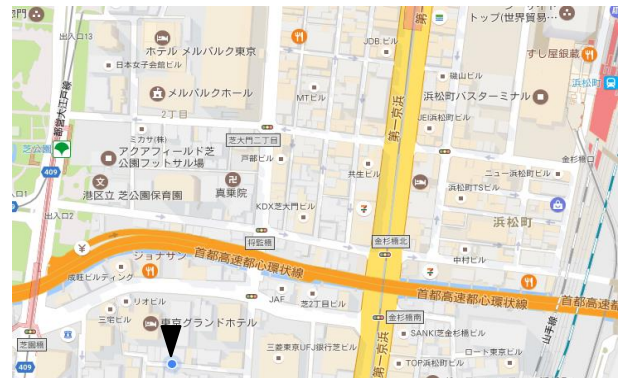 門
出入口13
ホテル メルパルク東京
日本女子会館ビル
JDBビル
第一京浜
トップ(世界貿易…
すし屋銀蔵
浜松町
メルパルクホール
2丁目
MTビル
磯山ビル
浜松町バスターミナル
JEI浜松町ビル
都営大江戸線
芝公園
ミカサ(株)
芝大門二丁目
第一京浜
金杉橋口
アクアフィールド芝
公園フットサル場
戸部ビル
共生ビル
ニュー浜松町ビル
409
港区立 芝公園保育園
真乗院
浜松町TSビル
入口1
出入口2
KDX芝大門ビル
浜松町
将監橋
金杉橋北
ジョナサン
首都高速都心環状線
中村ビル
成旺ビルディング
首都高速都心環状線
首都高速
リオビル
JAF
芝2丁目ビル
三宅ビル
東京グランドホテル
金杉橋南
山手線
芝園橋
SANKI芝金杉橋ビル
三菱東京UFJ銀行芝ビル
ロート東京ビル
409
TOP浜松町ビル